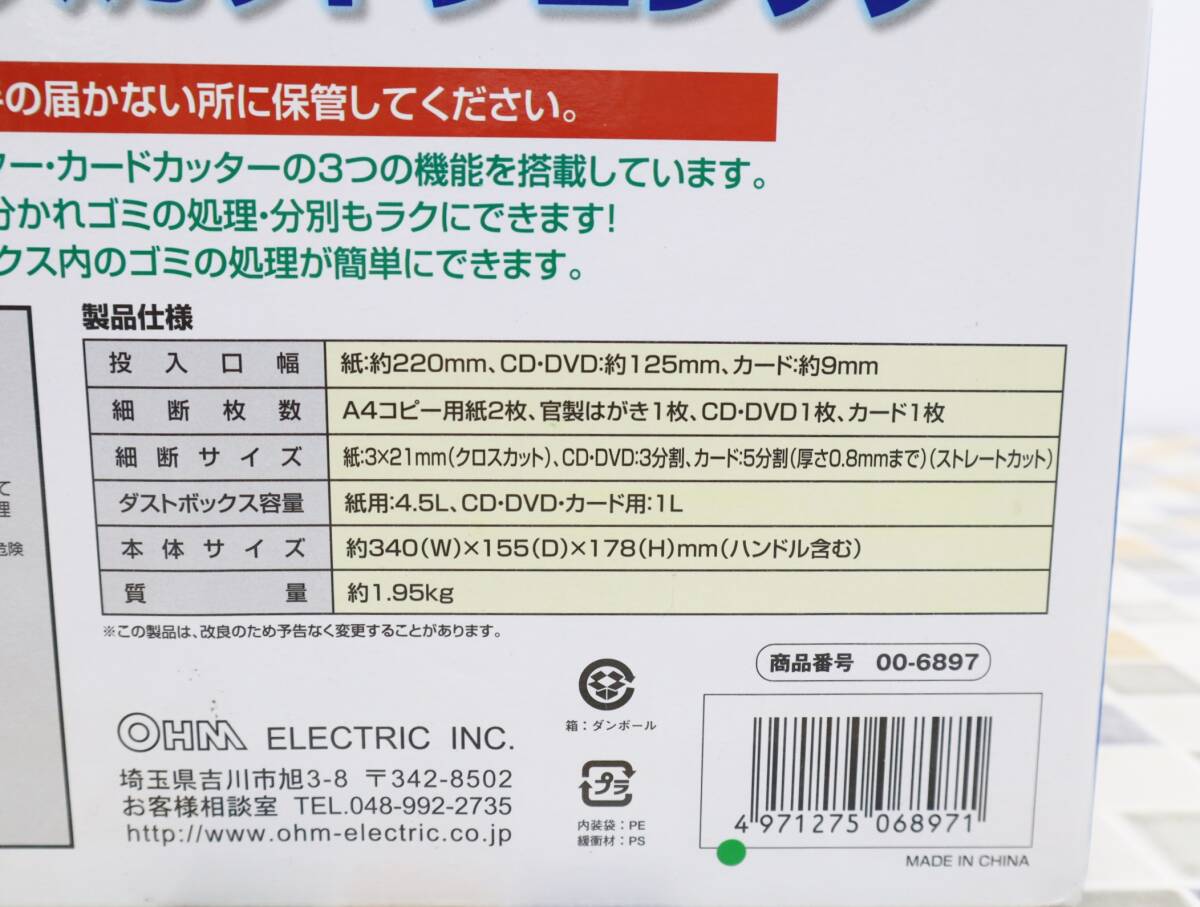 の届かない所に保管してください。
ー・カードカッターの3つの機能を搭載しています。
分かれゴミの処理・分別もラクにできます!
クス内のゴミの処理が簡単にできます。
製品仕様
投入口幅 紙:約220mm、CD・DVD:約125mm、カード:約9mm
細断枚数 A4コピー用紙2枚、官製はがき1枚、CD・DVD1枚、カード1枚
細断サイズ 紙:3×21mm(クロスカット)、CD・DVD:3分割、カード:5分割(厚さ0.8mmまで)(ストレートカット)
ダストボックス容量 紙用:4.5L、CD・DVD・カード用:1L
本体サイズ 約340(W)×155(D)×178(H)mm(ハンドル含む)
質量 約1.95kg
※この製品は、改良のため予告なく変更することがあります。
て
理
危険
商品番号 00-6897
箱:ダンボール
OHM ELECTRIC INC.
埼玉県吉川市旭3-8 〒342-8502
お客様相談室 TEL.048-992-2735
http://www.ohm-electric.co.jp
プラ
内装袋:PE
緩衝材:PS
4 971275 068971
MADE IN CHINA